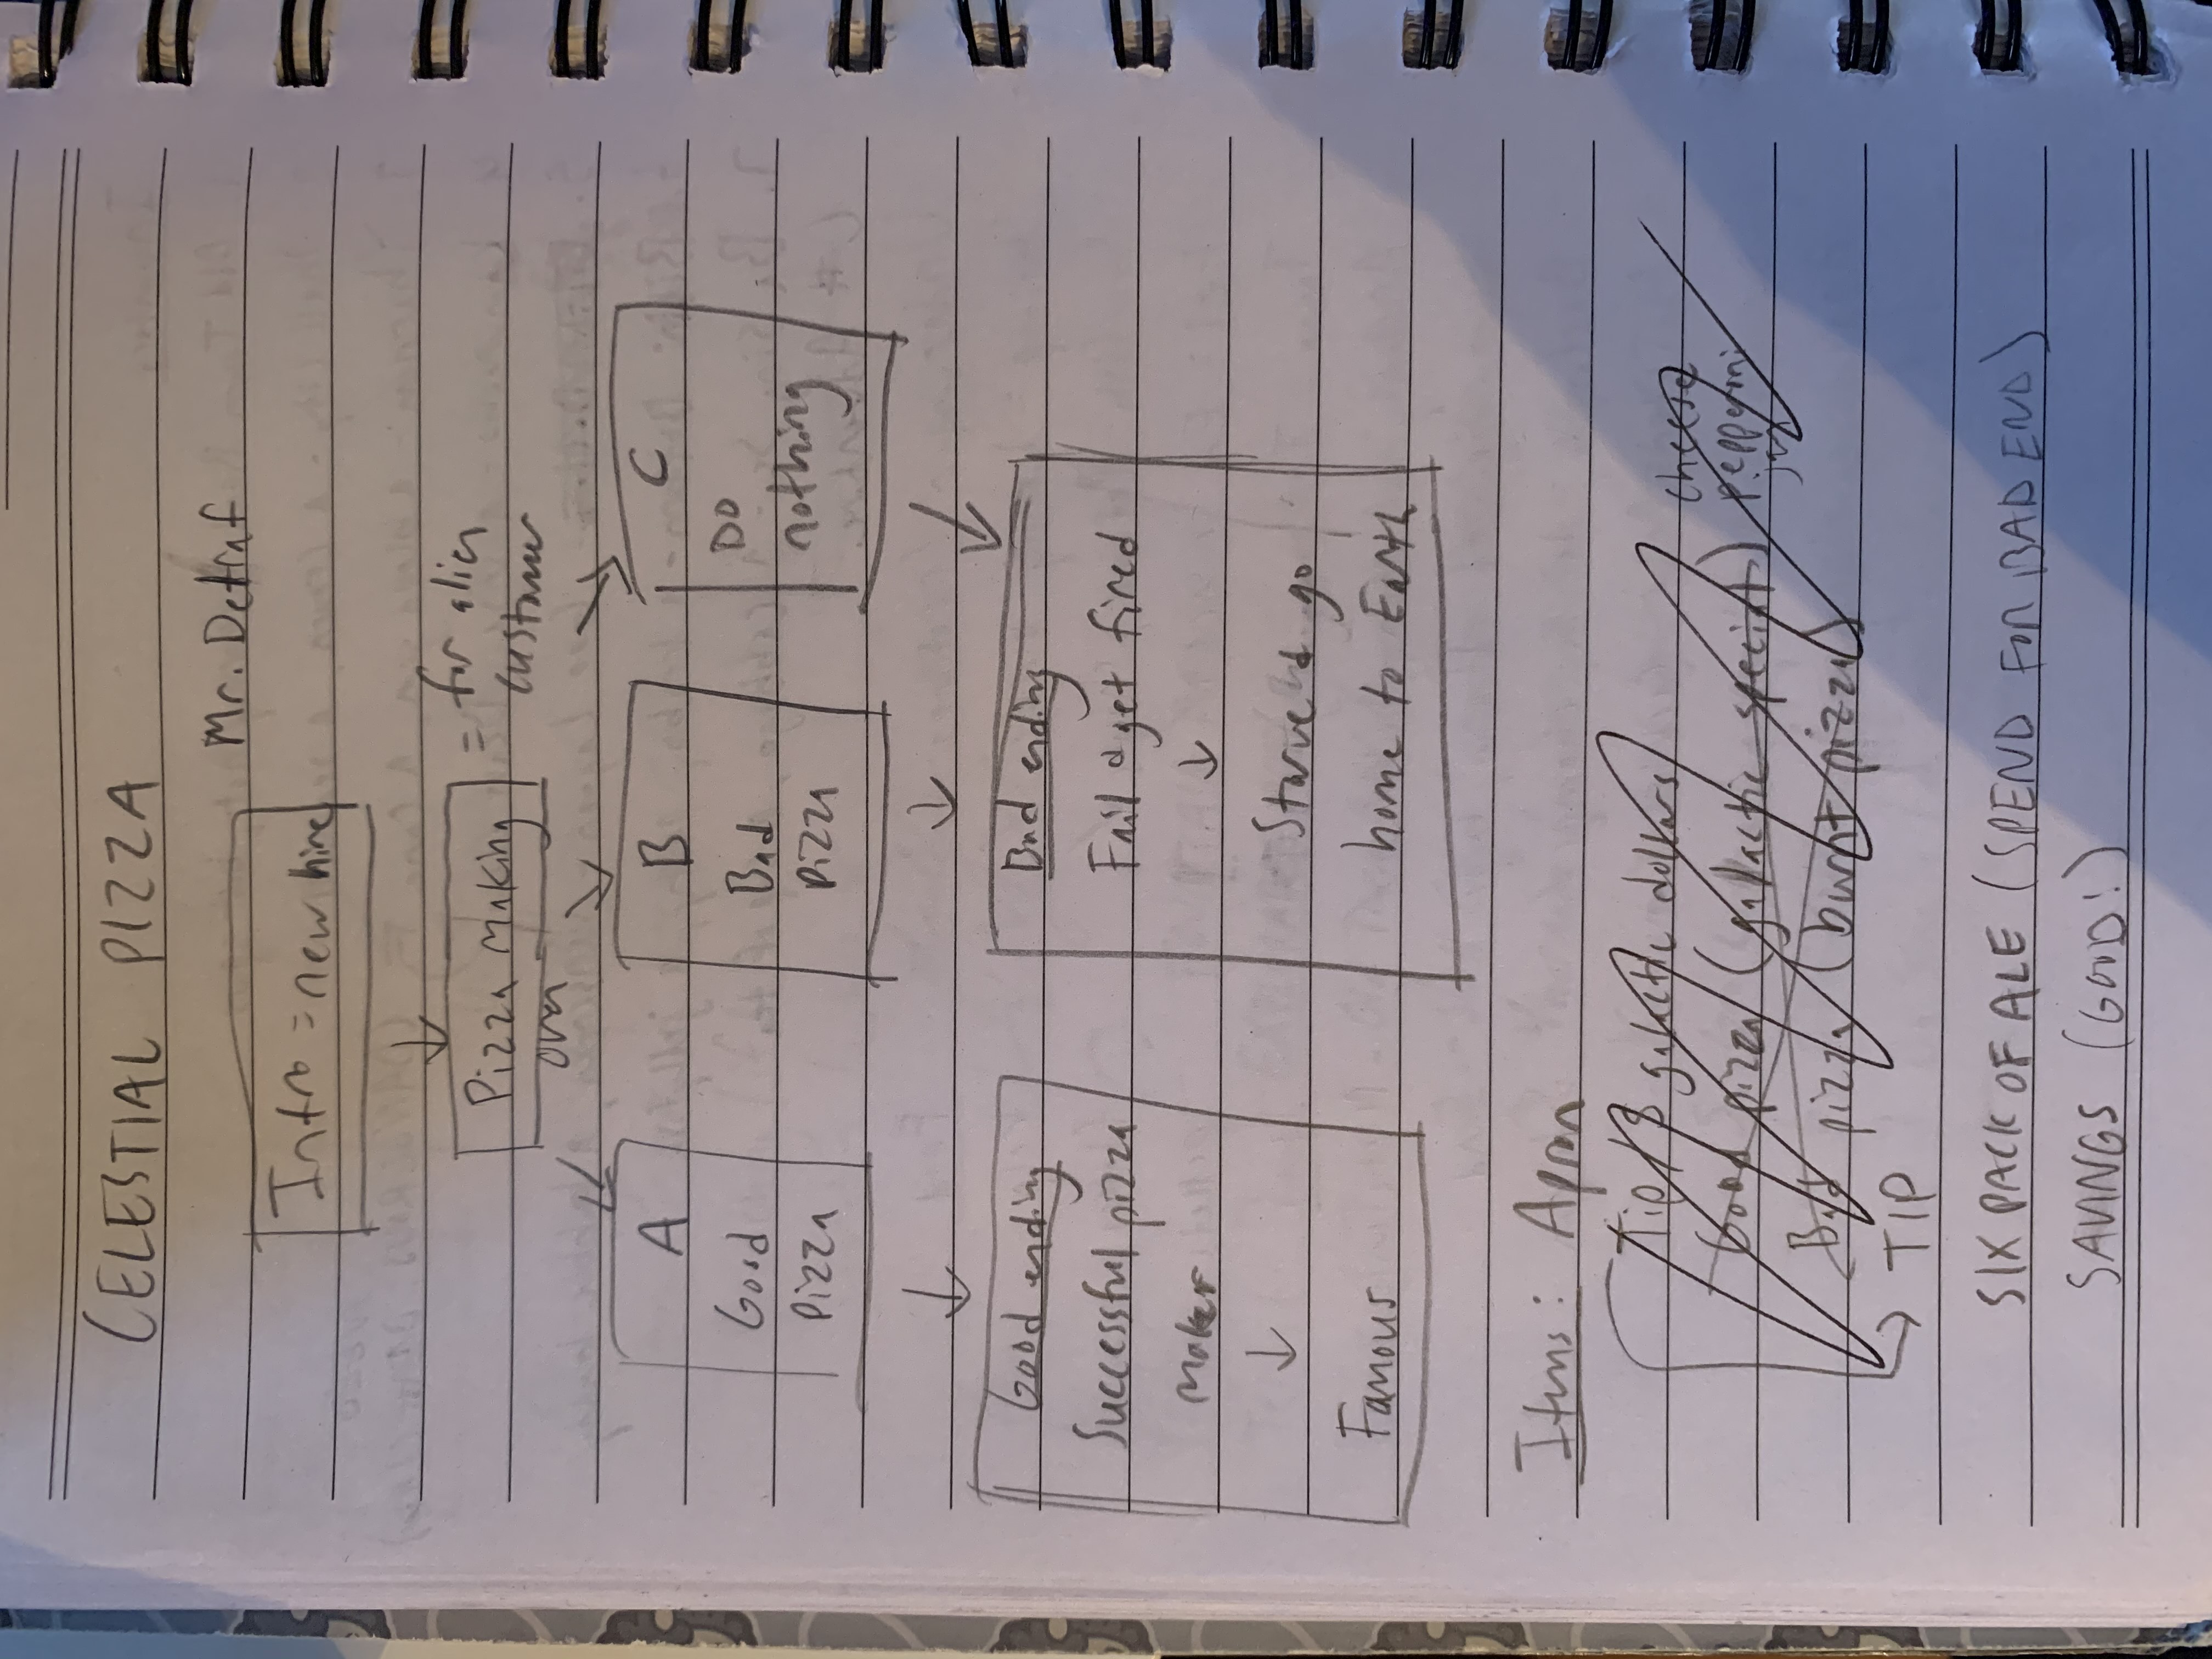 CELESTIAL PIZZA
Mr. Detraf
Intro = new hire
Pizza Making = for alien
customer
oven
A
Good
pizza
B
Bad
pizza
C
DO
nothing
Good ending
Successful pizza
maker
↓
Famous
Bad ending
Fail & get fired
↓
Starve & go
home to Earth
Items: Apron
Tip / 8 galactic dollars
Good pizza (galactic special) cheese
pepperoni
Bad pizza (burnt pizza)
→ TIP
SIX PACK OF ALE (SPEND FOR BAD END)
SAVINGS (GOOD!)